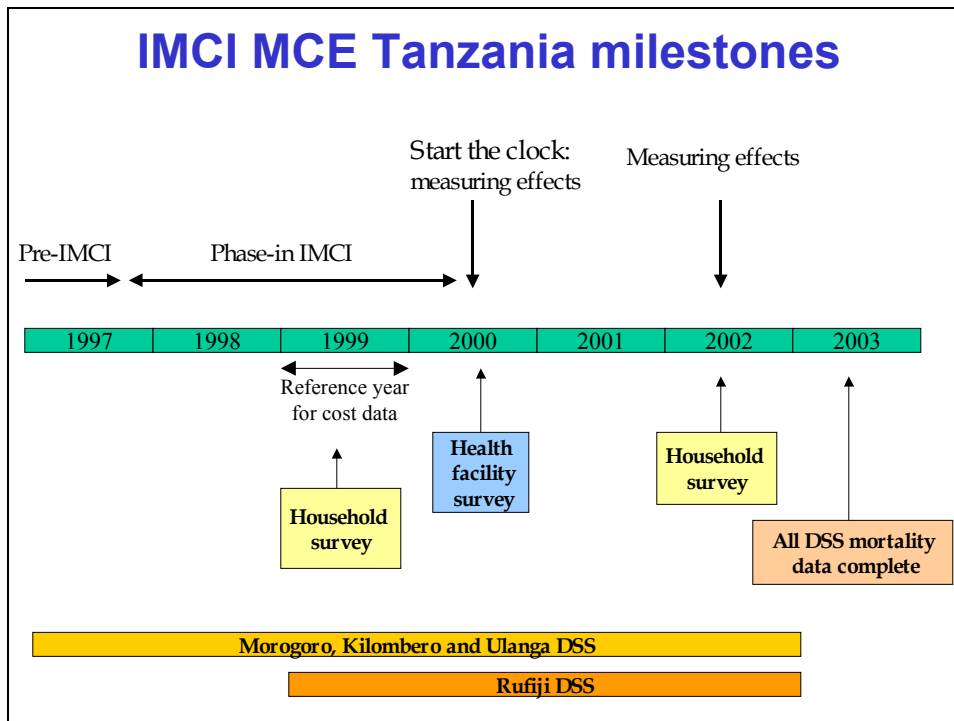 IMCI MCE Tanzania milestones
Start the clock:
measuring effects
Measuring effects
Pre-IMCI
Phase-in IMCI
1997
1998
1999
2000
2001
2002
2003
Reference year
for cost data
Health
facility
survey
Household
survey
Household
survey
All DSS mortality
data complete
Morogoro, Kilombero and Ulanga DSS
Rufiji DSS